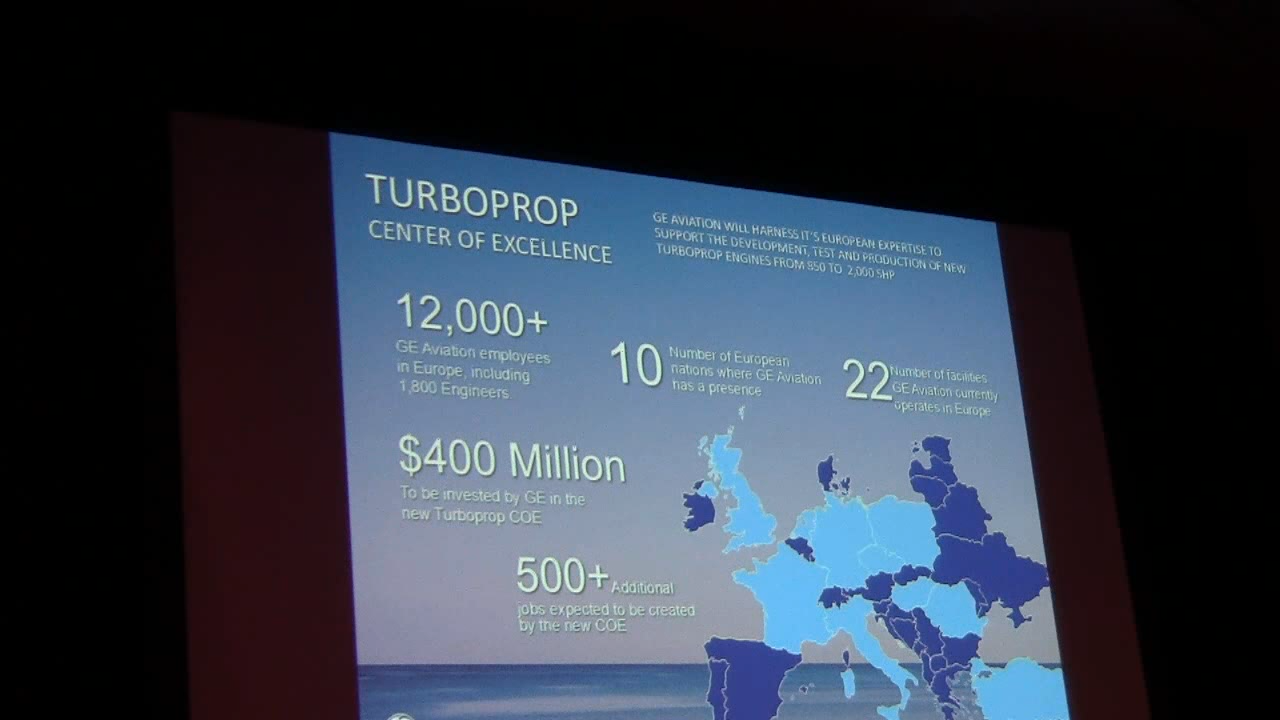 TURBOPROP
CENTER OF EXCELLENCE
GE AVIATION WILL HARNESS IT'S EUROPEAN EXPERTISE TO
SUPPORT THE DEVELOPMENT, TEST AND PRODUCTION OF NEW
TURBOPROP ENGINES FROM 850 TO 2,000 SHP
12,000+
GE Aviation employees
in Europe, including
1,800 Engineers
10
Number of European
nations where GE Aviation
has a presence
22
Number of facilities
GE Aviation currently
operates in Europe
$400 Million
To be invested by GE in the
new Turboprop COE
500+ Additional
jobs expected to be created
by the new COE